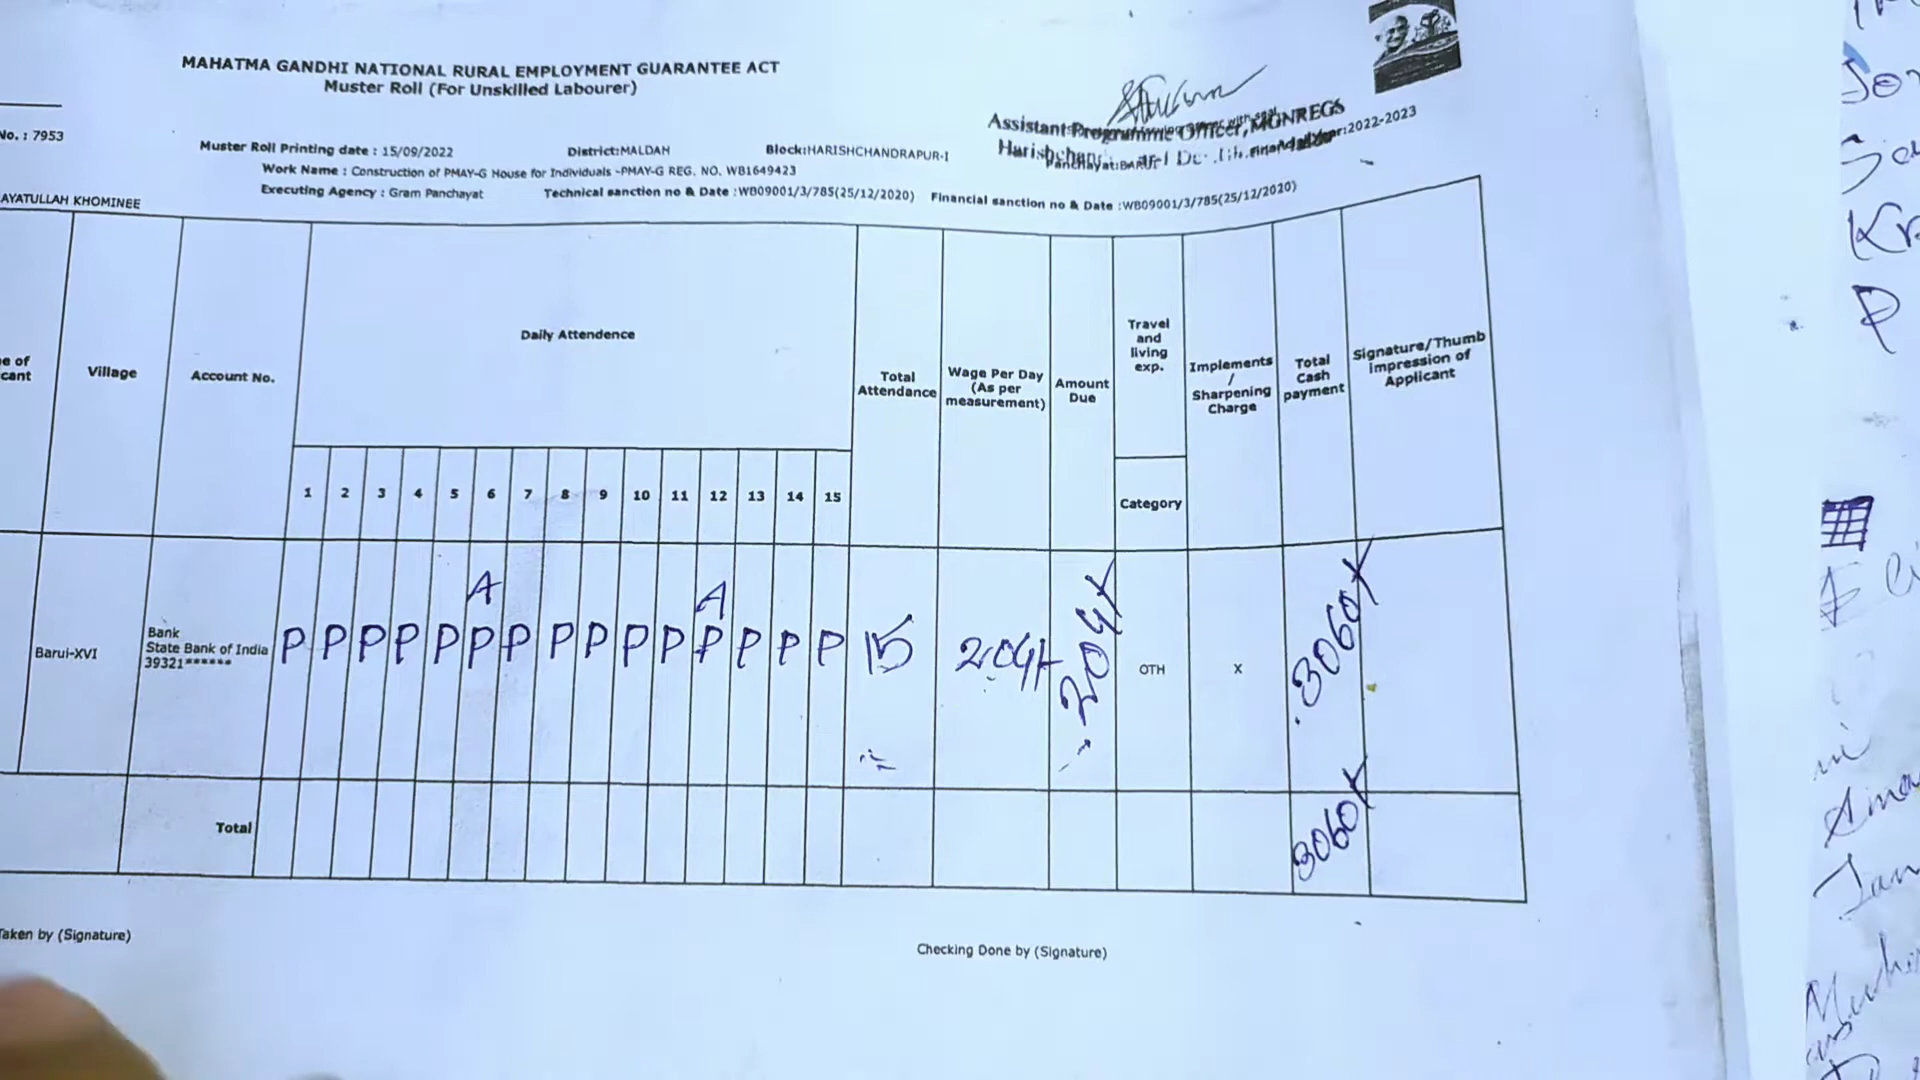 MAHATMA GANDHI NATIONAL RURAL EMPLOYMENT GUARANTEE ACT
Muster Roll (For Unskilled Labourer)
Assistant Programme Officer, MGNREGS
No. : 7953
Muster Roll Printing date : 15/09/2022 District:MALDAH Block:HARISHCHANDRAPUR-I Financial Year:2022-2023
Work Name : Construction of PMAY-G House for Individuals -PMAY-G REG. NO. WB1649423
Executing Agency : Gram Panchayat Technical sanction no & Date :WB09001/3/785(25/12/2020) Financial sanction no & Date :WB09001/3/785(25/12/2020)
AYATULLAH KHOMINEE
e of
cant
Village
Account No.
Daily Attendence
Total
Attendance
Wage Per Day
(As per
measurement)
Amount
Due
Travel
and
living
exp.
Category
Implements
/
Sharpening
Charge
Total
Cash
payment
Signature/Thumb
impression of
Applicant
1 2 3 4 5 6 7 8 9 10 11 12 13 14 15
A A
Barui-XVI
Bank
State Bank of India
39321******
P P P P P P P P P P P P P P P 15 204/- 204/- OTH X 3060/-
Total 3060/-
Taken by (Signature)
Checking Done by (Signature)